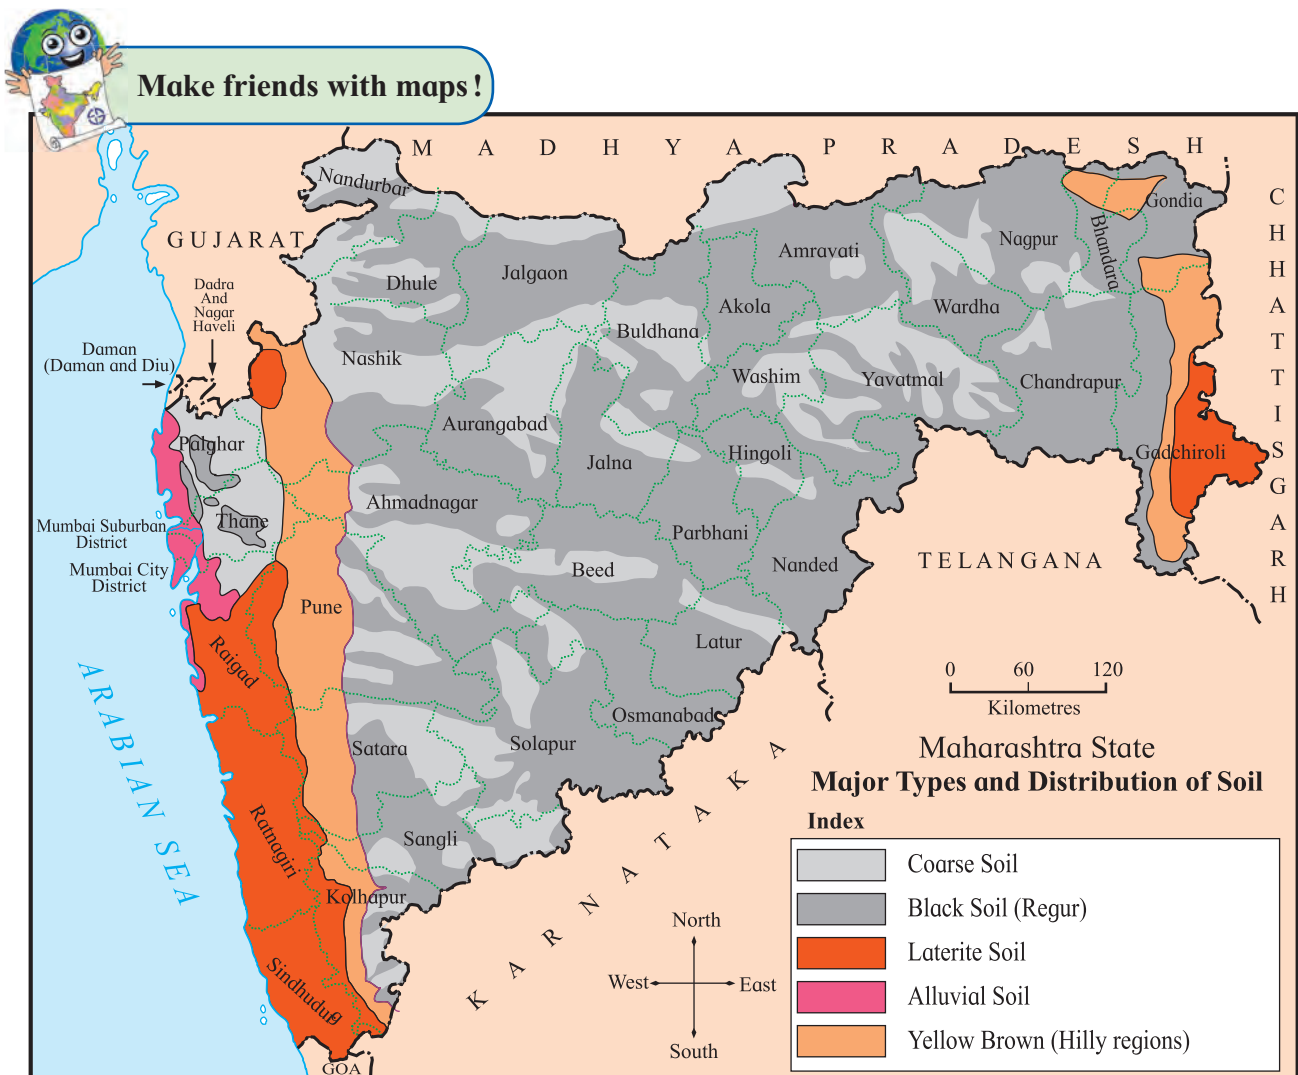 Make friends with maps!
M A D H Y A P R A D E S H
CHHATTISGARH
GUJARAT
Nandurbar
Gondia
Bhandara
Nagpur
Amravati
Dhule
Jalgaon
Dadra
And
Nagar
Haveli
Akola
Wardha
Buldhana
Daman
(Daman and Diu)
Nashik
Washim
Yavatmal
Chandrapur
Aurangabad
Palghar
Jalna
Hingoli
Gadchiroli
Ahmadnagar
Thane
Mumbai Suburban
District
Parbhani
Mumbai City
District
Beed
Nanded
TELANGANA
Pune
Raigad
Latur
ARABIAN SEA
0 60 120
Kilometres
Osmanabad
Satara
Solapur
KARNATAKA
Ratnagiri
Sangli
Kolhapur
Sindhudurg
GOA
North
West
East
South
Maharashtra State
Major Types and Distribution of Soil
Index
Coarse Soil
Black Soil (Regur)
Laterite Soil
Alluvial Soil
Yellow Brown (Hilly regions)